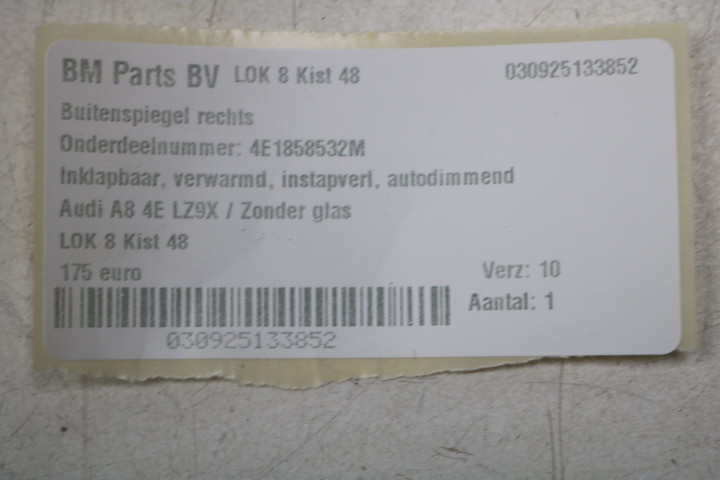 BM Parts BV LOK 8 Kist 48 030925133852
Buitenspiegel rechts
Onderdeelnummer: 4E1858532M
Inklapbaar, verwarmd, instapverl, autodimmend
Audi A8 4E LZ9X / Zonder glas
LOK 8 Kist 48
175 euro Verz: 10
Aantal: 1
030925133852